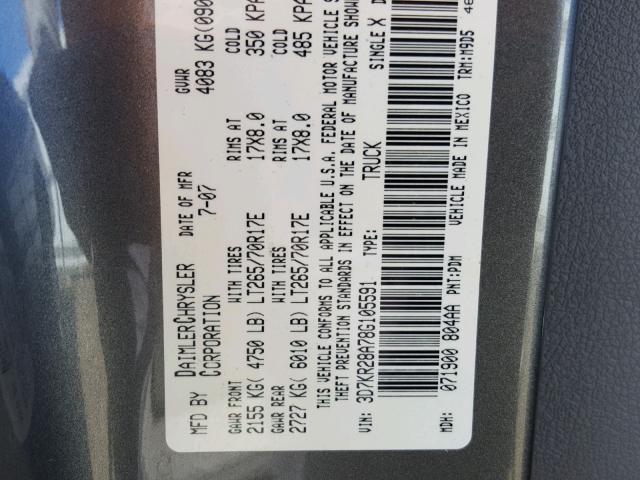 MFD BY DAIMLERCHRYSLER CORPORATION DATE OF MFR GVWR
7-07 4083 KG(090
GAWR FRONT WITH TIRES RIMS AT COLD
2155 KG( 4750 LB) LT265/70R17E 17X8.0 350 KPA
GAWR REAR WITH TIRES RIMS AT COLD
2727 KG( 6010 LB) LT265/70R17E 17X8.0 485 KPA
THIS VEHICLE CONFORMS TO ALL APPLICABLE U.S.A. FEDERAL MOTOR VEHICLE S
THEFT PREVENTION STANDARDS IN EFFECT ON THE DATE OF MANUFACTURE SHOW
VIN: 3D7KR28A78G105591 TYPE: TRUCK SINGLE X D
MDH: 071900 804AA PNT:PDM VEHICLE MADE IN MEXICO TRM:M9D5